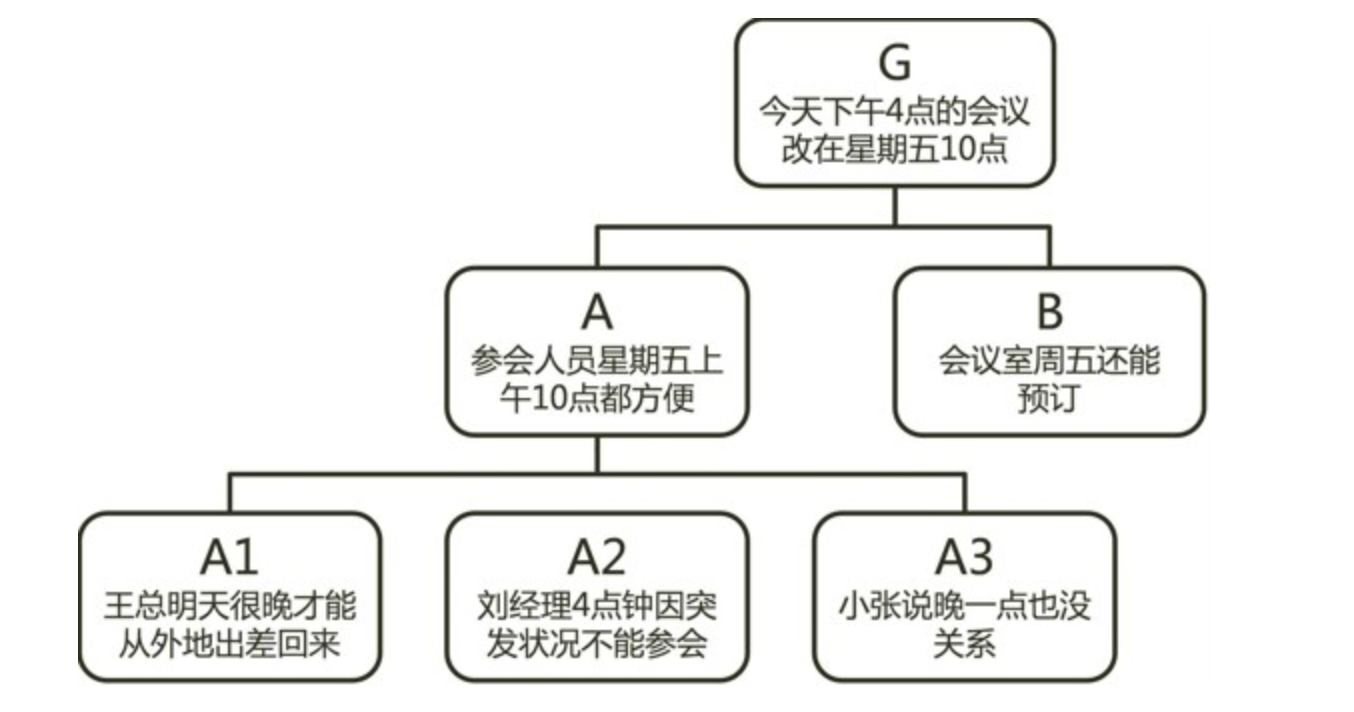 G
今天下午4点的会议
改在星期五10点
A
参会人员星期五上
午10点都方便
B
会议室周五还能
预订
A1
王总明天很晚才能
从外地出差回来
A2
刘经理4点钟因突
发状况不能参会
A3
小张说晚一点也没
关系